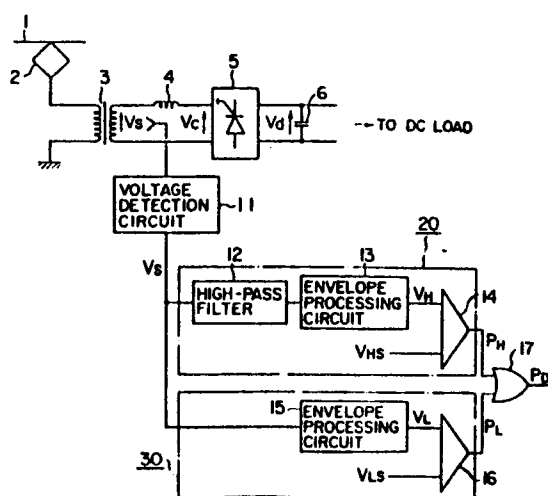 1
2
3
4
5
6
Vs
Vc
Vd
--→ TO DC LOAD
VOLTAGE
DETECTION
CIRCUIT
11
Vs
20
12
HIGH-PASS
FILTER
13
ENVELOPE
PROCESSING
CIRCUIT
VH
14
VHS
PH
17
PD
15
ENVELOPE
PROCESSING
CIRCUIT
VL
PL
30
VLS
16